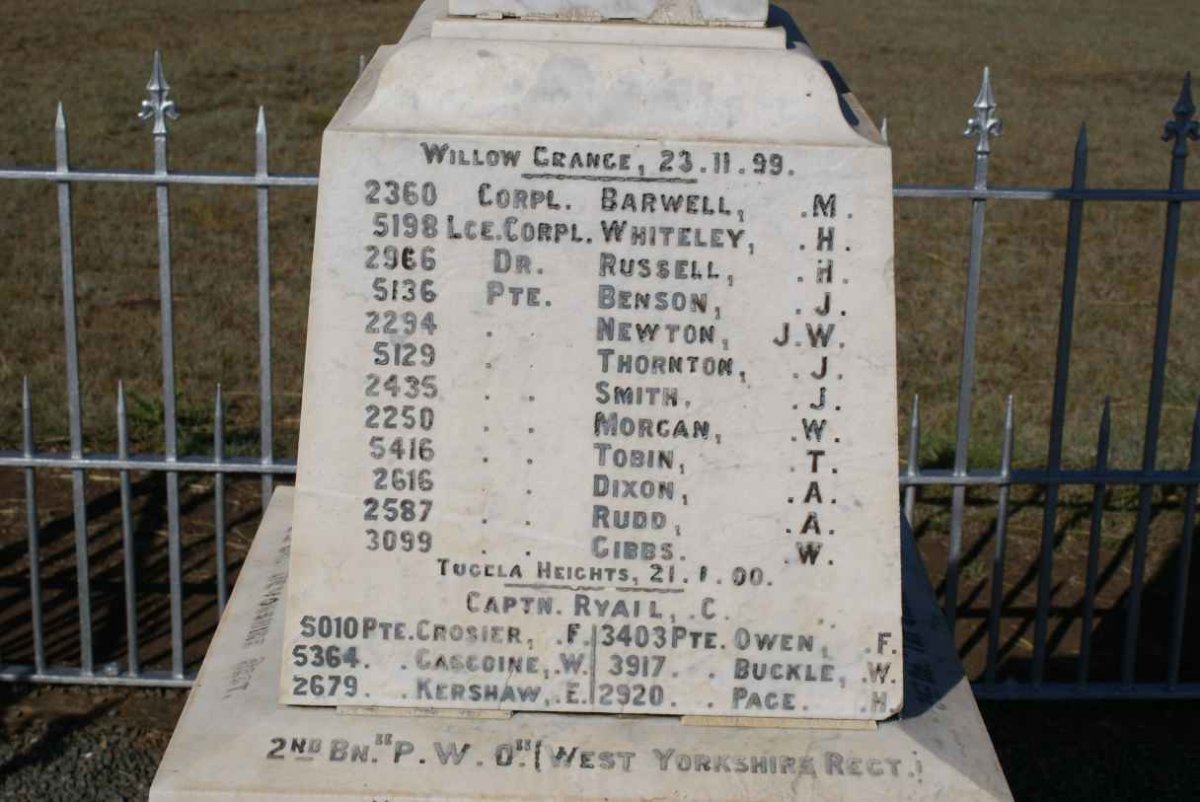 WILLOW GRANGE, 23.11.99.
2360 CORPL. BARWELL, .M.
5198 LCE.CORPL. WHITELEY, .H.
2966 DR. RUSSELL, .H.
5136 PTE. BENSON, .J.
2294 . NEWTON, J.W.
5129 . THORNTON, .J.
2435 . . SMITH, .J.
2250 . . MORGAN, .W.
5416 . . TOBIN, .T.
2616 . DIXON, .A.
2587 . . RUDD, .A.
3099 . . GIBBS. .W.
TUGELA HEIGHTS, 21.1.00.
CAPTN. RYAIL, .C.
5010 PTE. CROSIER, .F. 3403 PTE. OWEN, .F.
5364. . GASCOINE, .W. 3917. . BUCKLE, .W.
2679. . KERSHAW, .E. 2920. . PAGE. .H.
2ND BN. "P.W.O." (WEST YORKSHIRE REGT.)